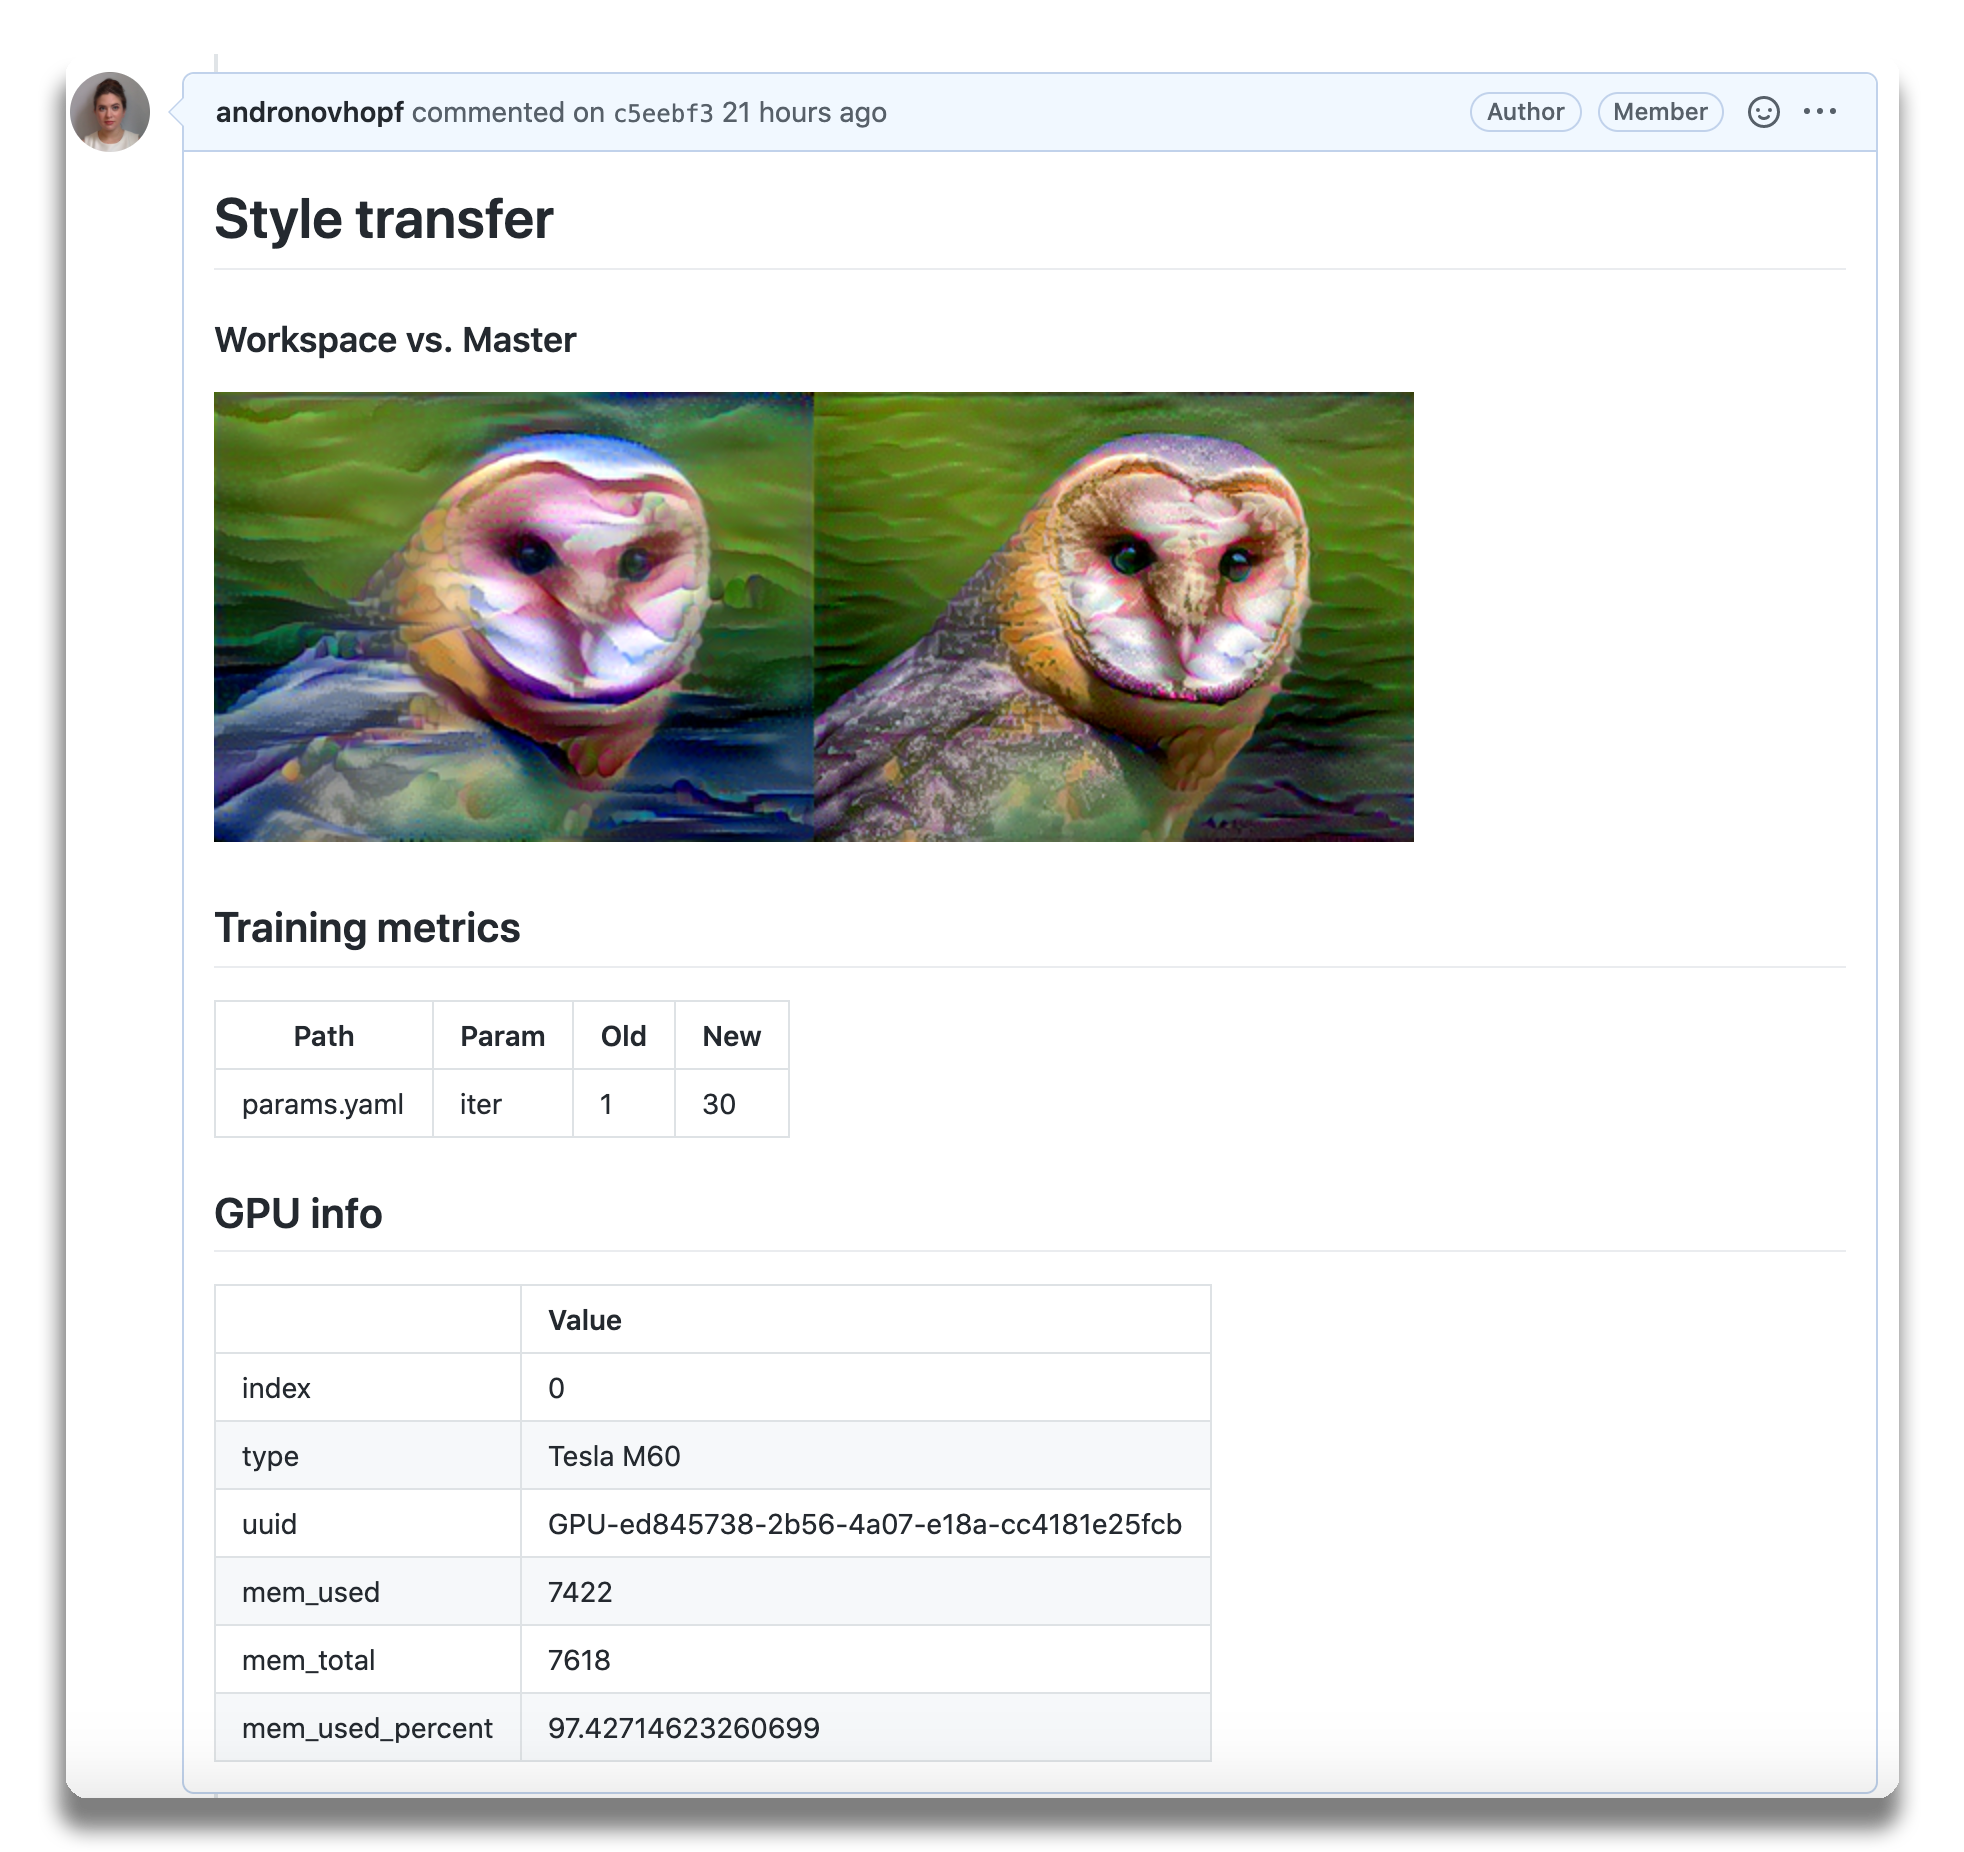 andronovhopf commented on c5eebf3 21 hours ago Author Member
Style transfer
Workspace vs. Master
Training metrics
Path Param Old New
params.yaml iter 1 30
GPU info
Value
index 0
type Tesla M60
uuid GPU-ed845738-2b56-4a07-e18a-cc4181e25fcb
mem_used 7422
mem_total 7618
mem_used_percent 97.42714623260699